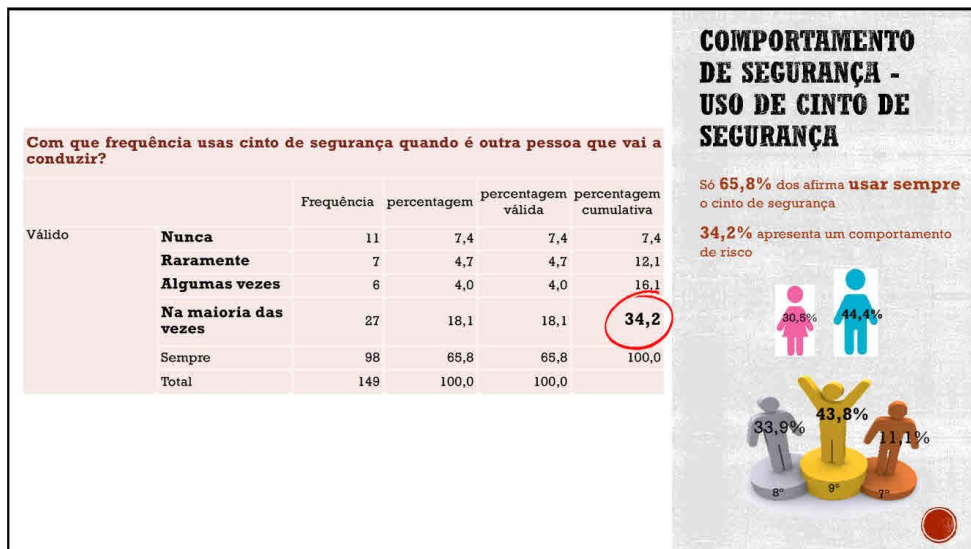 Com que frequência usas cinto de segurança quando é outra pessoa que vai a
conduzir?
Frequência percentagem percentagem válida percentagem cumulativa
Válido Nunca 11 7,4 7,4 7,4
Raramente 7 4,7 4,7 12,1
Algumas vezes 6 4,0 4,0 16,1
Na maioria das
vezes 27 18,1 18,1 34,2
Sempre 98 65,8 65,8 100,0
Total 149 100,0 100,0
COMPORTAMENTO
DE SEGURANÇA -
USO DE CINTO DE
SEGURANÇA
Só 65,8% dos afirma usar sempre
o cinto de segurança
34,2% apresenta um comportamento
de risco
30,5% 44,4%
33,9% 43,8% 11,1%
8º 9º 7º